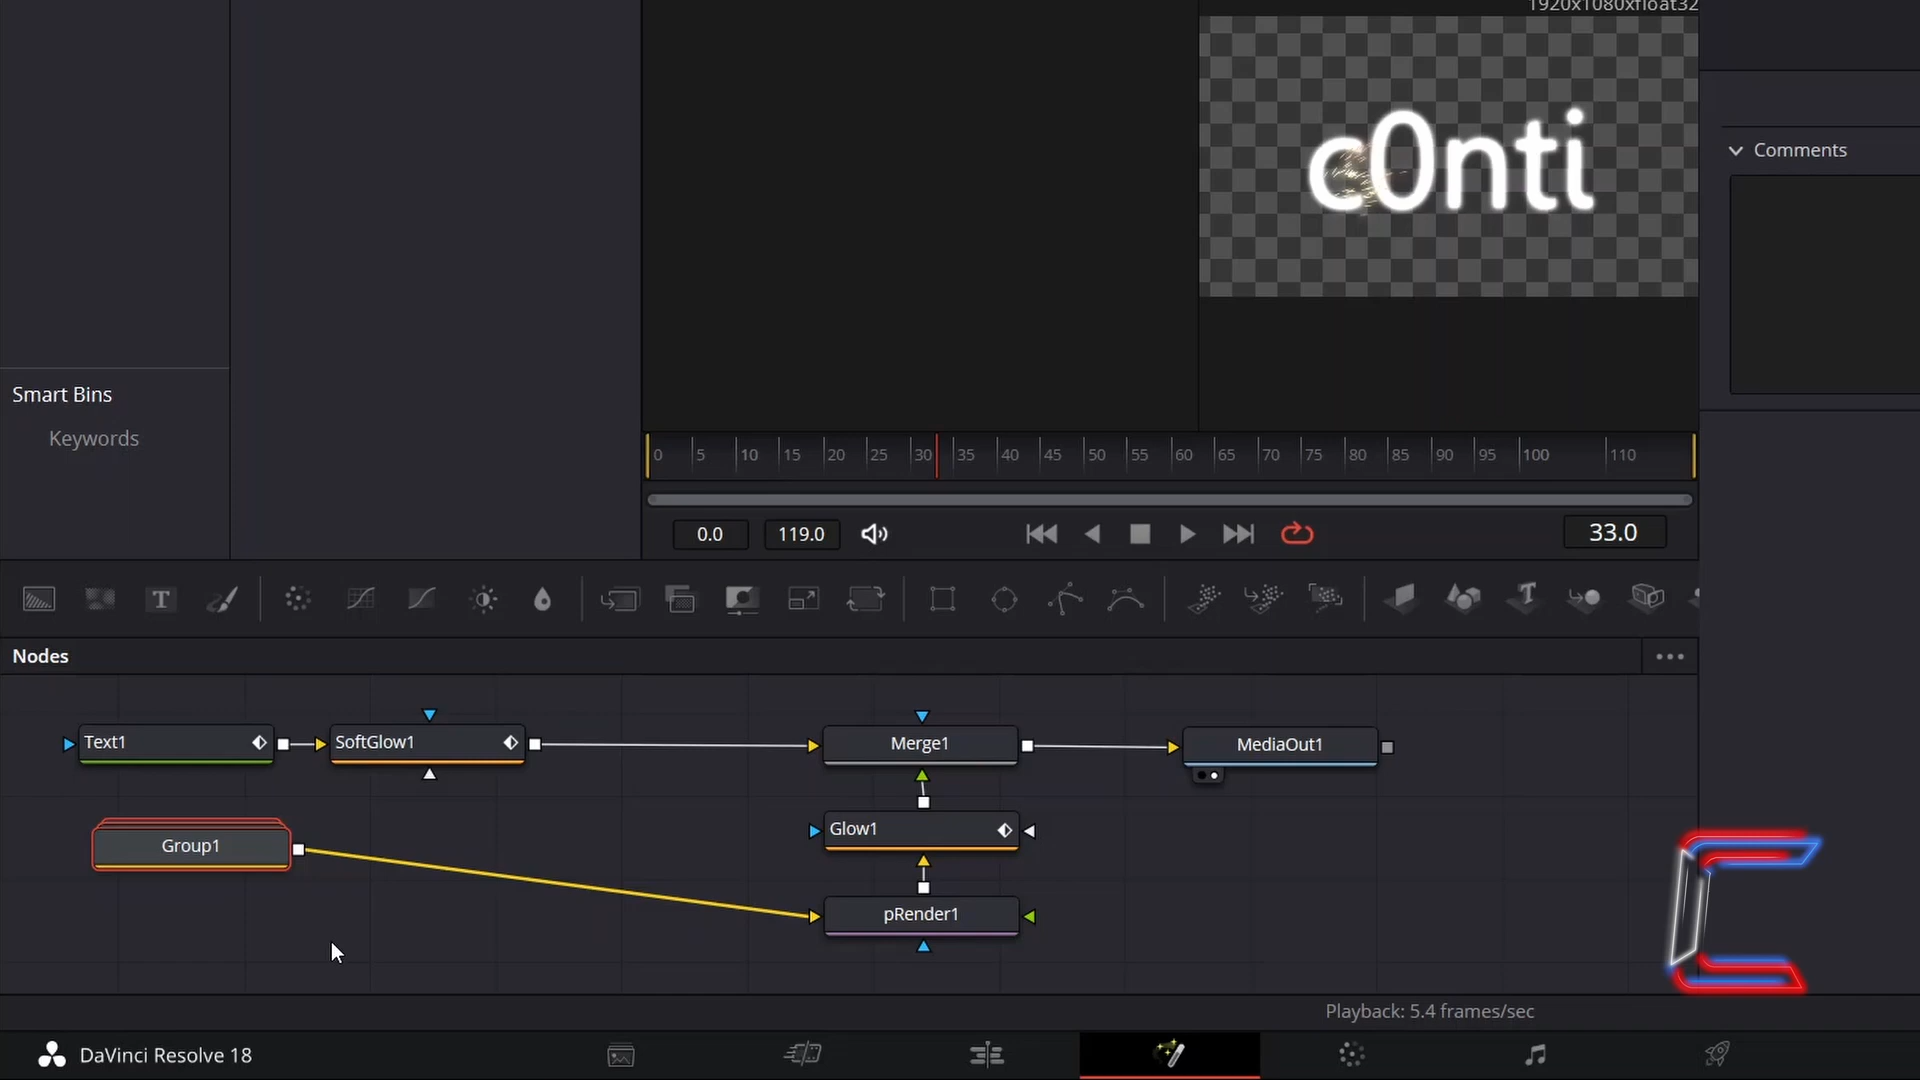 1920x1080xfloat32
c0nti
Comments
Smart Bins
Keywords
0 5 10 15 20 25 30 35 40 45 50 55 60 65 70 75 80 85 90 95 100 110
0.0 119.0 33.0
Nodes
Text1 SoftGlow1 Merge1 MediaOut1
Group1 Glow1
pRender1
Playback: 5.4 frames/sec
DaVinci Resolve 18